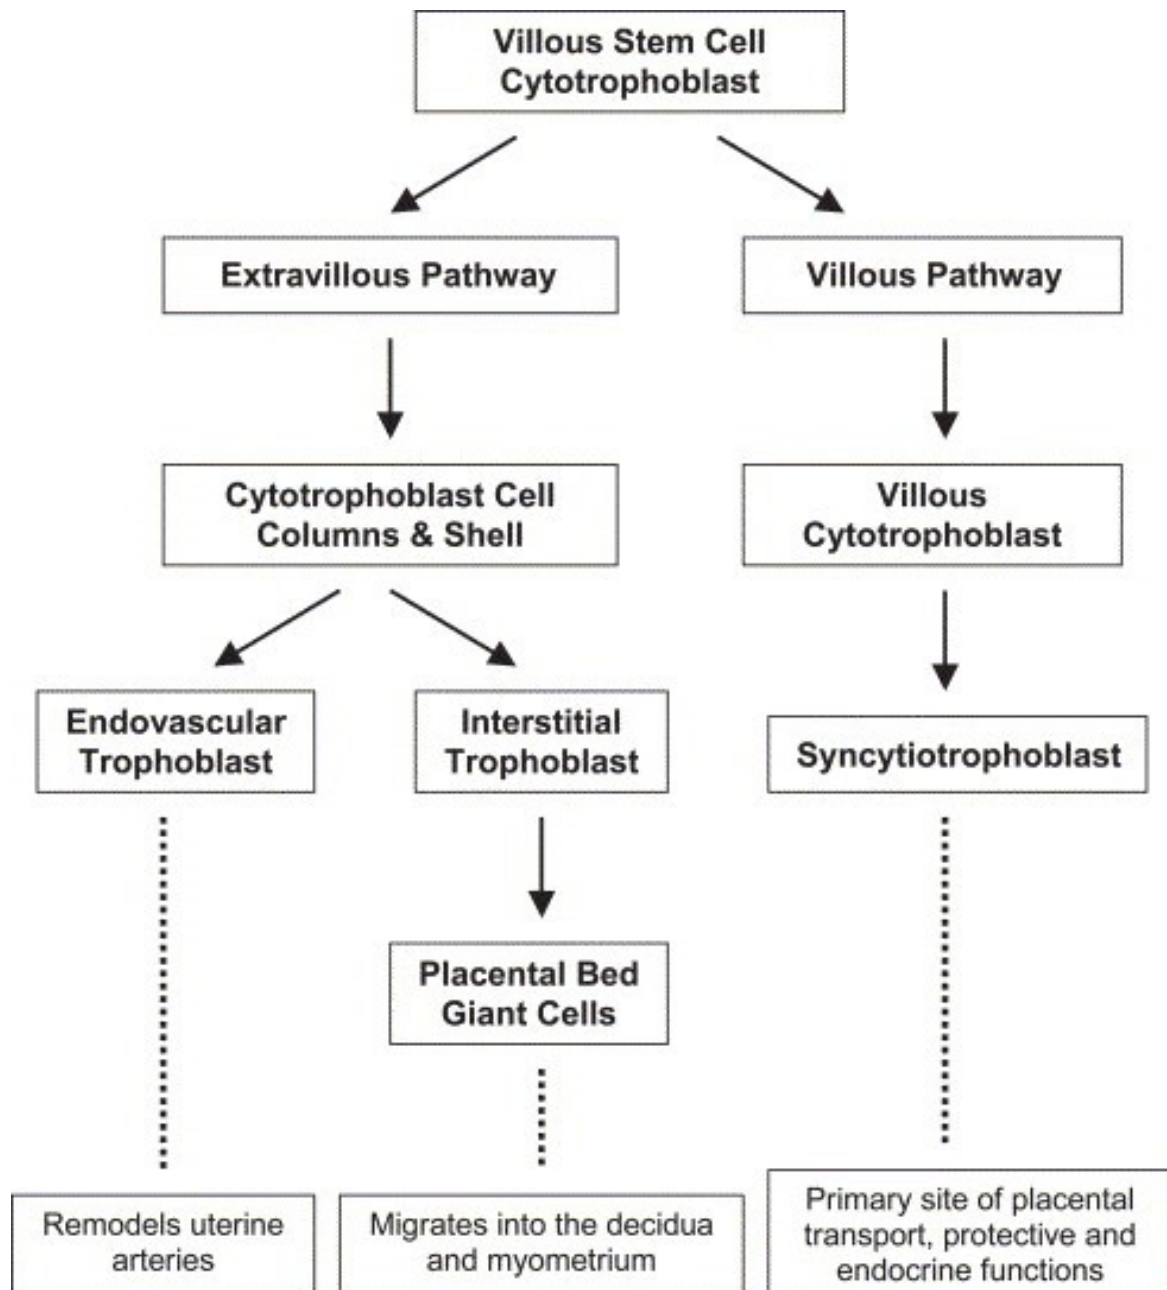 Villous Stem Cell
Cytotrophoblast
Extravillous Pathway
Villous Pathway
Cytotrophoblast Cell
Columns & Shell
Villous
Cytotrophoblast
Endovascular
Trophoblast
Interstitial
Trophoblast
Syncytiotrophoblast
Placental Bed
Giant Cells
Remodels uterine
arteries
Migrates into the decidua
and myometrium
Primary site of placental
transport, protective and
endocrine functions